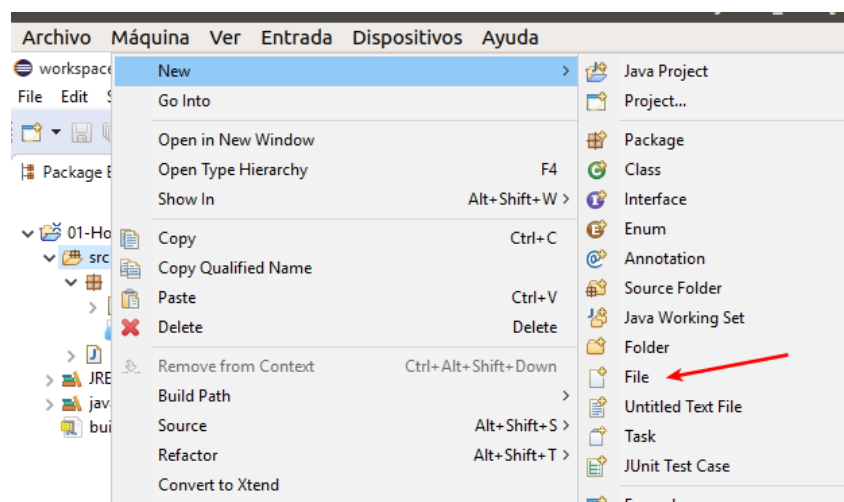 Archivo Máquina Ver Entrada Dispositivos Ayuda
workspace
File Edit
Package
01-Ho
src
J
JRE
jav
bui
New
Go Into
Open in New Window
Open Type Hierarchy F4
Show In Alt+Shift+W >
Copy Ctrl+C
Copy Qualified Name
Paste Ctrl+V
Delete Delete
Remove from Context Ctrl+Alt+Shift+Down
Build Path >
Source Alt+Shift+S >
Refactor Alt+Shift+T >
Convert to Xtend
Java Project
Project...
Package
Class
Interface
Enum
Annotation
Source Folder
Java Working Set
Folder
File
Untitled Text File
Task
JUnit Test Case